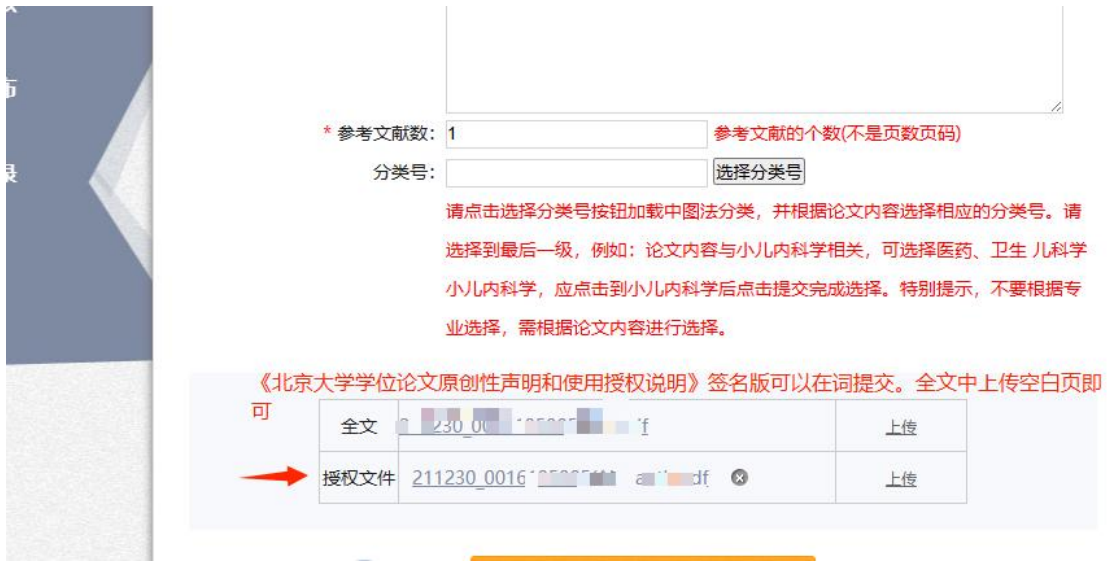 录
* 参考文献数: 1 参考文献的个数(不是页数页码)
分类号: 选择分类号
请点击选择分类号按钮加载中图法分类，并根据论文内容选择相应的分类号。请
选择到最后一级，例如：论文内容与小儿内科学相关，可选择医药、卫生 儿科学
小儿内科学，应点击到小儿内科学后点击提交完成选择。特别提示，不要根据专
业选择，需根据论文内容进行选择。
《北京大学学位论文原创性声明和使用授权说明》签名版可以在词提交。全文中上传空白页即
可
全文 上传
授权文件 211230_0016 上传